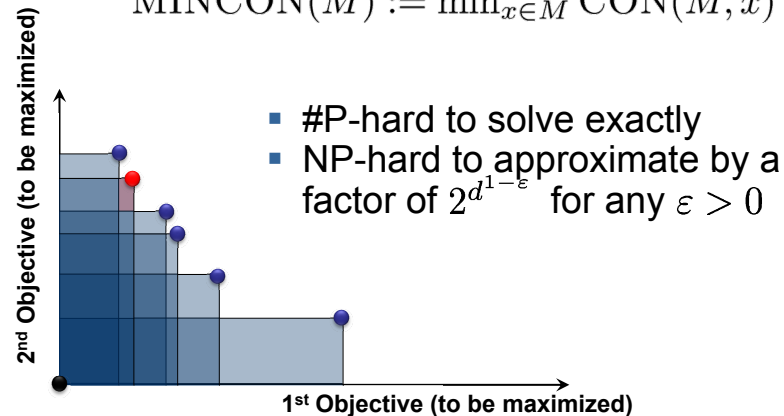 MINCON(M) := min_{x∈M} CON(M, x)
▪ #P-hard to solve exactly
▪ NP-hard to approximate by a
factor of 2^{d^{1−ε}} for any ε > 0
2nd Objective (to be maximized)
1st Objective (to be maximized)